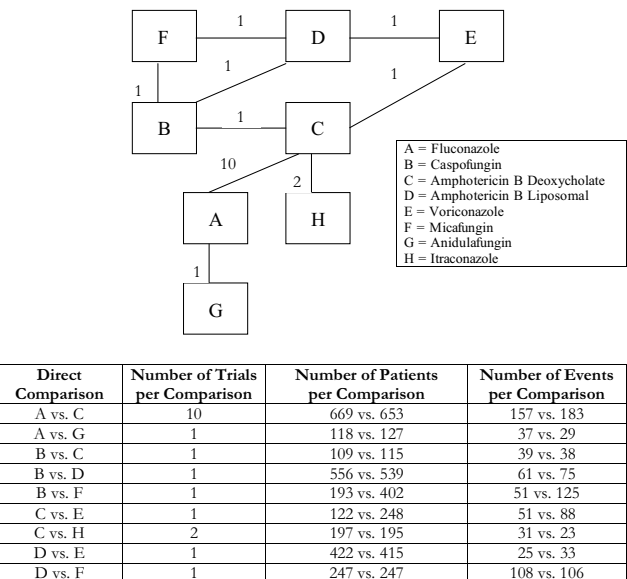 1
1
F
D
E
1
1
1
1
B
C
10
2
A
H
1
G
A = Fluconazole
B = Caspofungin
C = Amphotericin B Deoxycholate
D = Amphotericin B Liposomal
E = Voriconazole
F = Micafungin
G = Anidulafungin
H = Itraconazole
Direct Comparison Number of Trials per Comparison Number of Patients per Comparison Number of Events per Comparison
A vs. C 10 669 vs. 653 157 vs. 183
A vs. G 1 118 vs. 127 37 vs. 29
B vs. C 1 109 vs. 115 39 vs. 38
B vs. D 1 556 vs. 539 61 vs. 75
B vs. F 1 193 vs. 402 51 vs. 125
C vs. E 1 122 vs. 248 51 vs. 88
C vs. H 2 197 vs. 195 31 vs. 23
D vs. E 1 422 vs. 415 25 vs. 33
D vs. F 1 247 vs. 247 108 vs. 106